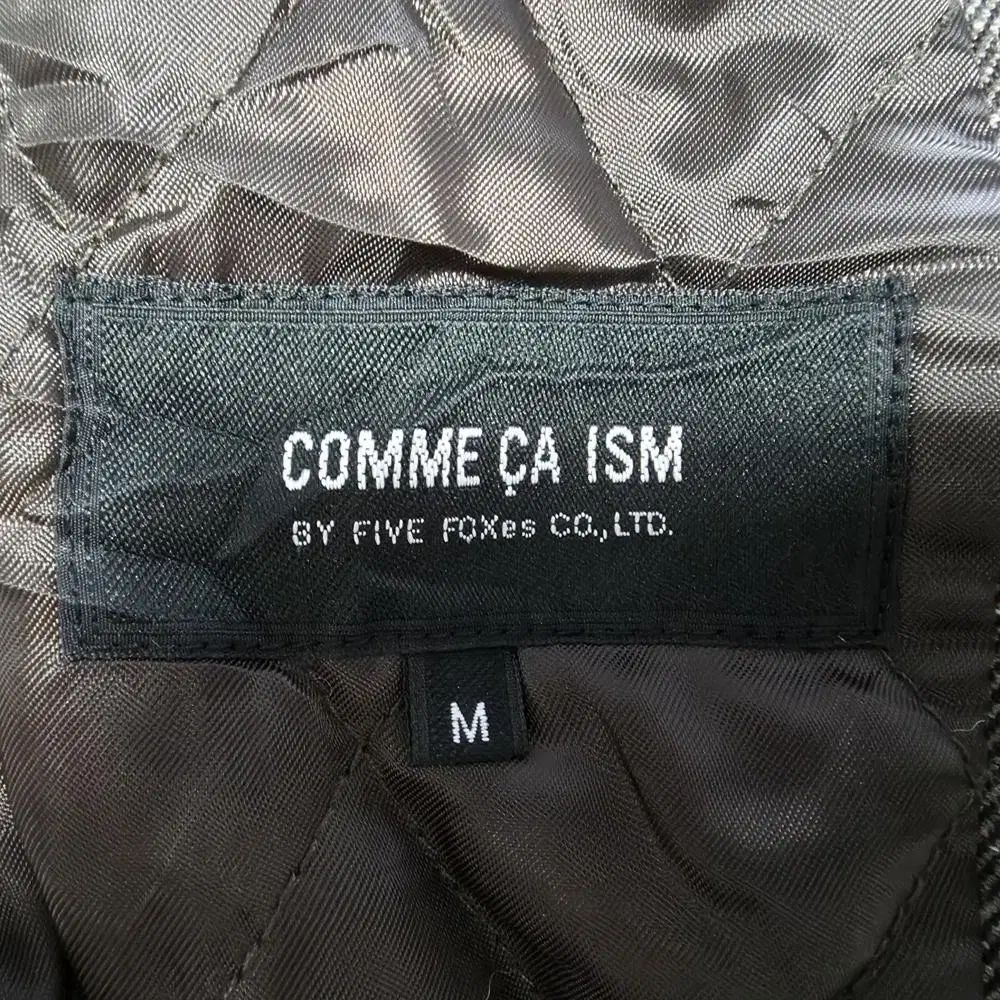 COMME ÇA ISM
BY FIVE FOXes CO.,LTD.
M